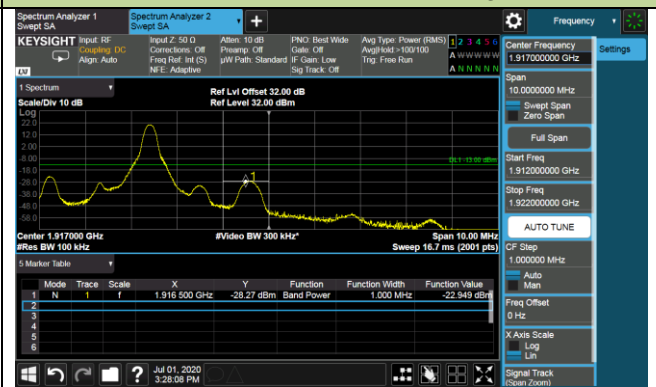 Spectrum Analyzer 1
Swept SA
Spectrum Analyzer 2
Swept SA
Frequency
KEYSIGHT
Input: RF
Coupling: DC
Align: Auto
Input Z: 50 Ω
Corrections: Off
Freq Ref: Int (S)
NFE: Adaptive
Atten: 10 dB
Preamp: Off
µW Path: Standard
PNO: Best Wide
Gate: Off
IF Gain: Low
Sig Track: Off
Avg Type: Power (RMS)
Avg|Hold:>100/100
Trig: Free Run
1 2 3 4 5 6
A W W W W W
A N N N N N
LXI
Center Frequency
1.917000000 GHz
Settings
Span
10.0000000 MHz
Swept Span
Zero Span
Full Span
Start Freq
1.912000000 GHz
Stop Freq
1.922000000 GHz
AUTO TUNE
CF Step
1.000000 MHz
Auto
Man
Freq Offset
0 Hz
X Axis Scale
Log
Lin
Signal Track
(Span Zoom)
1 Spectrum
Scale/Div 10 dB
Ref Lvl Offset 32.00 dB
Ref Level 32.00 dBm
Log
22.0
12.0
2.00
-8.00
-18.0
-28.0
-38.0
-48.0
-58.0
DL1 -13.00 dBm
1
Center 1.917000 GHz
#Res BW 100 kHz
#Video BW 300 kHz*
Span 10.00 MHz
Sweep 16.7 ms (2001 pts)
5 Marker Table
Mode Trace Scale X Y Function Function Width Function Value
1 N 1 f 1.916 500 GHz -28.27 dBm Band Power 1.000 MHz -22.949 dBm
2
3
4
5
6
?
Jul 01, 2020
3:28:08 PM